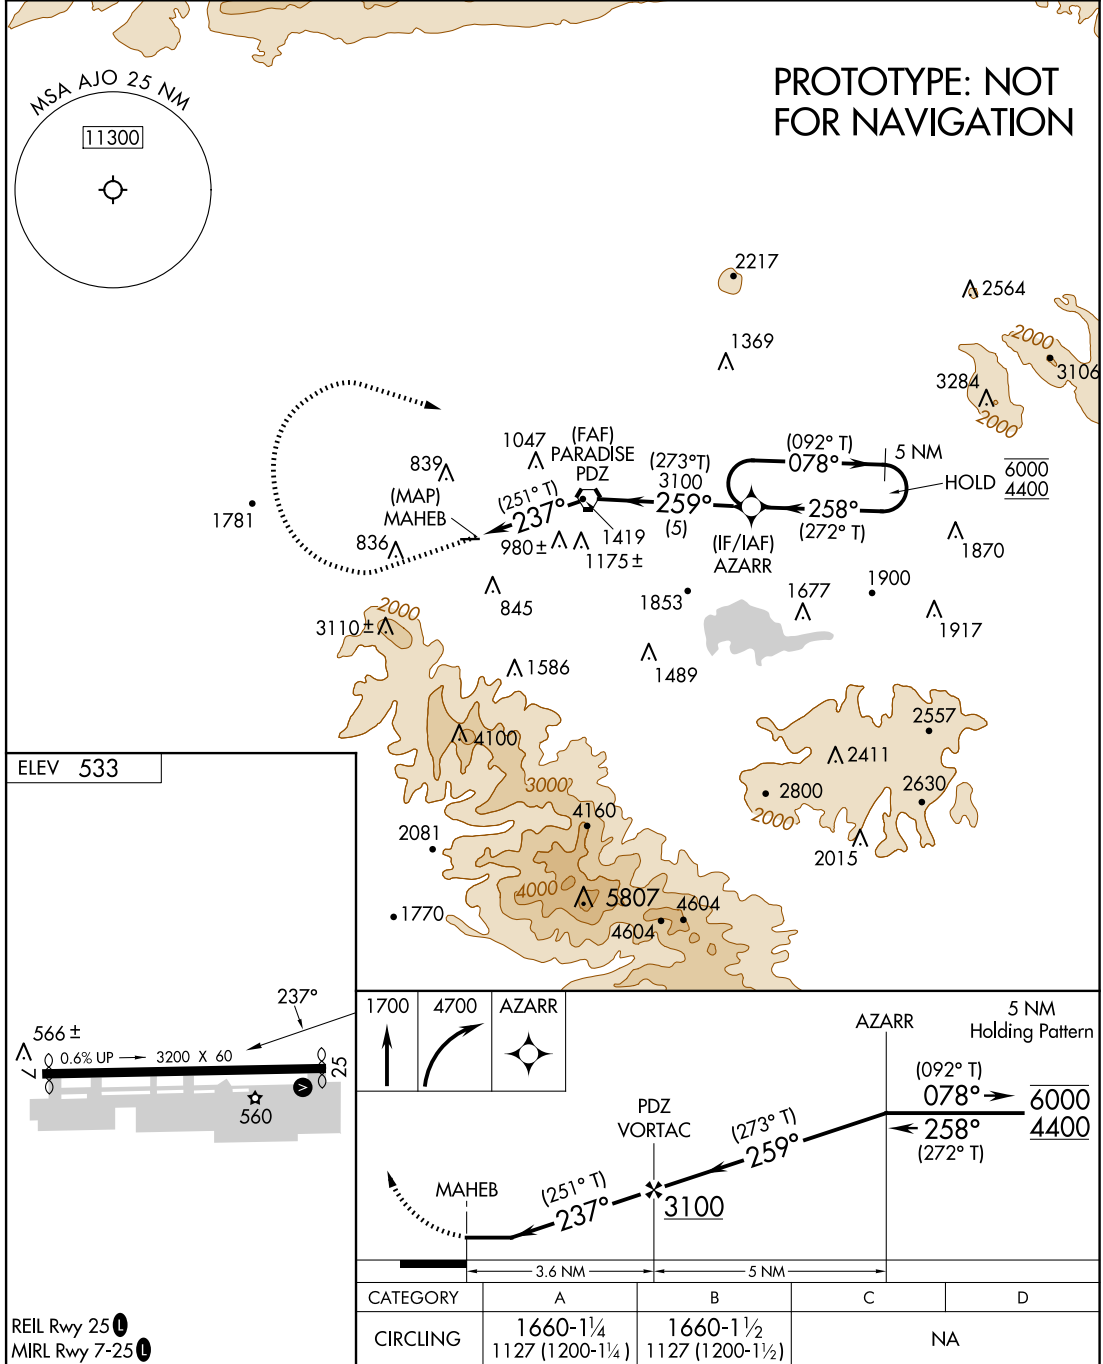 MSA AJO 25 NM
11300
PROTOTYPE: NOT
FOR NAVIGATION
2217
2564
1369
2000
3106
3284
2000
1047
(FAF)
PARADISE
PDZ
(273°T)
3100
259°
(5)
(092° T)
078°
5 NM
HOLD
6000
4400
839
(MAP)
MAHEB
(251° T)
237°
258°
(272° T)
1781
836
980 ±
1419
1175 ±
(IF/IAF)
AZARR
1870
845
1853
1677
1900
1917
2000
3110 ±
1586
1489
4100
2557
2411
3000
2800
2630
2000
4160
2081
2015
4000
5807
4604
4604
1770
ELEV 533
237°
566 ±
0.6% UP
3200 X 60
7
25
V
560
REIL Rwy 25 L
MIRL Rwy 7-25 L
1700
4700
AZARR
AZARR
5 NM
Holding Pattern
(092° T)
078°
6000
258°
4400
(272° T)
PDZ
VORTAC
(273° T)
259°
MAHEB
(251° T)
237°
3100
3.6 NM
5 NM
CATEGORY A B C D
CIRCLING
1660-1¼
1127 (1200-1¼)
1660-1½
1127 (1200-1½)
NA